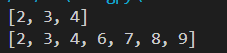 [2, 3, 4]
[2, 3, 4, 6, 7, 8, 9]